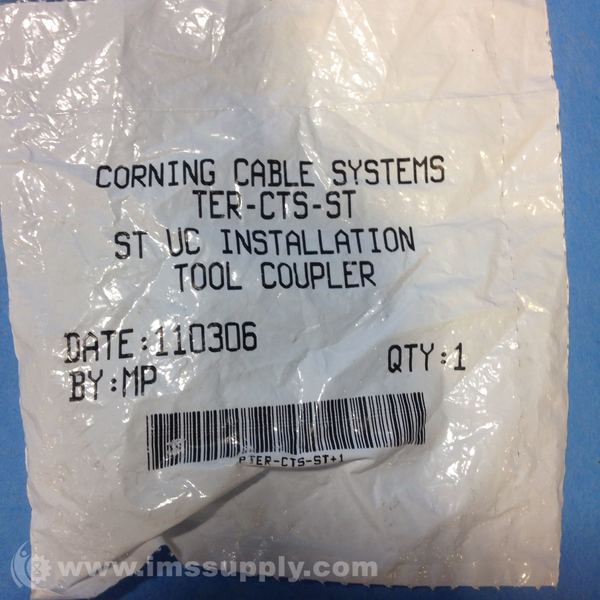 CORNING CABLE SYSTEMS
TER-CTS-ST
ST UC INSTALLATION
TOOL COUPLER
DATE:110306
QTY:1
BY:MP
P TER-CTS-ST+1
www.imssupply.com